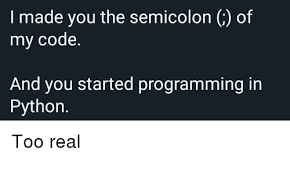 I made you the semicolon (;) of
my code.
And you started programming in
Python.
Too real